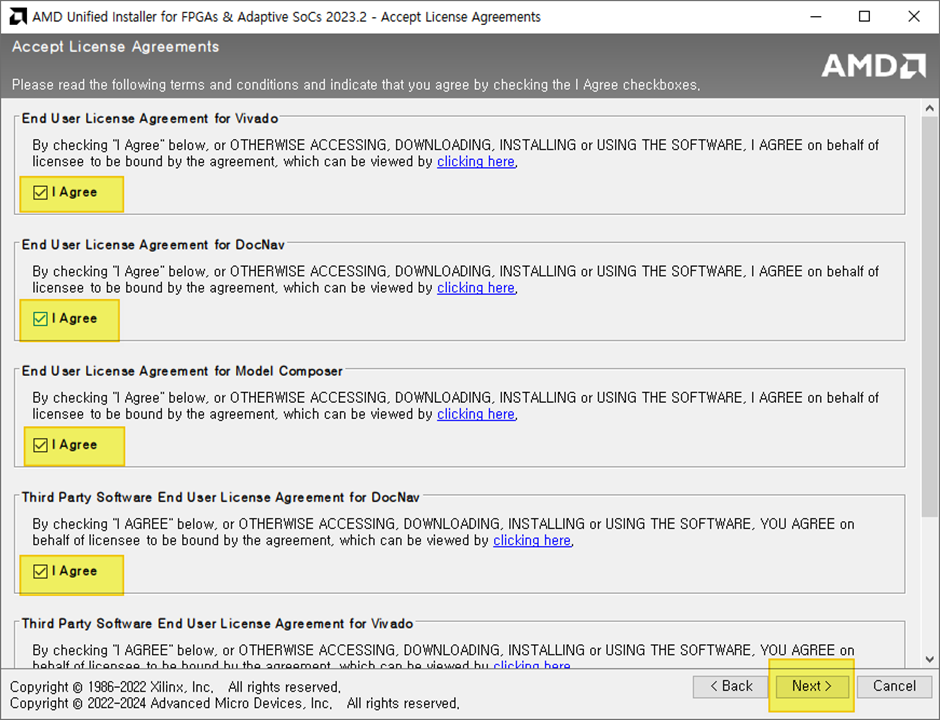 AMD Unified Installer for FPGAs & Adaptive SoCs 2023.2 - Accept License Agreements
Accept License Agreements
AMD
Please read the following terms and conditions and indicate that you agree by checking the I Agree checkboxes.
End User License Agreement for Vivado
By checking "I Agree" below, or OTHERWISE ACCESSING, DOWNLOADING, INSTALLING or USING THE SOFTWARE, I AGREE on behalf of
licensee to be bound by the agreement, which can be viewed by clicking here.
I Agree
End User License Agreement for DocNav
By checking "I Agree" below, or OTHERWISE ACCESSING, DOWNLOADING, INSTALLING or USING THE SOFTWARE, I AGREE on behalf of
licensee to be bound by the agreement, which can be viewed by clicking here.
I Agree
End User License Agreement for Model Composer
By checking "I Agree" below, or OTHERWISE ACCESSING, DOWNLOADING, INSTALLING or USING THE SOFTWARE, I AGREE on behalf of
licensee to be bound by the agreement, which can be viewed by clicking here.
I Agree
Third Party Software End User License Agreement for DocNav
By checking "I AGREE" below, or OTHERWISE ACCESSING, DOWNLOADING, INSTALLING or USING THE SOFTWARE, YOU AGREE on
behalf of licensee to be bound by the agreement, which can be viewed by clicking here.
I Agree
Third Party Software End User License Agreement for Vivado
By checking "I AGREE" below, or OTHERWISE ACCESSING, DOWNLOADING, INSTALLING or USING THE SOFTWARE, YOU AGREE on
behalf of licensee to be bound by the agreement, which can be viewed by clicking here.
Copyright © 1986-2022 Xilinx, Inc. All rights reserved.
Copyright © 2022-2024 Advanced Micro Devices, Inc. All rights reserved.
< Back
Next >
Cancel